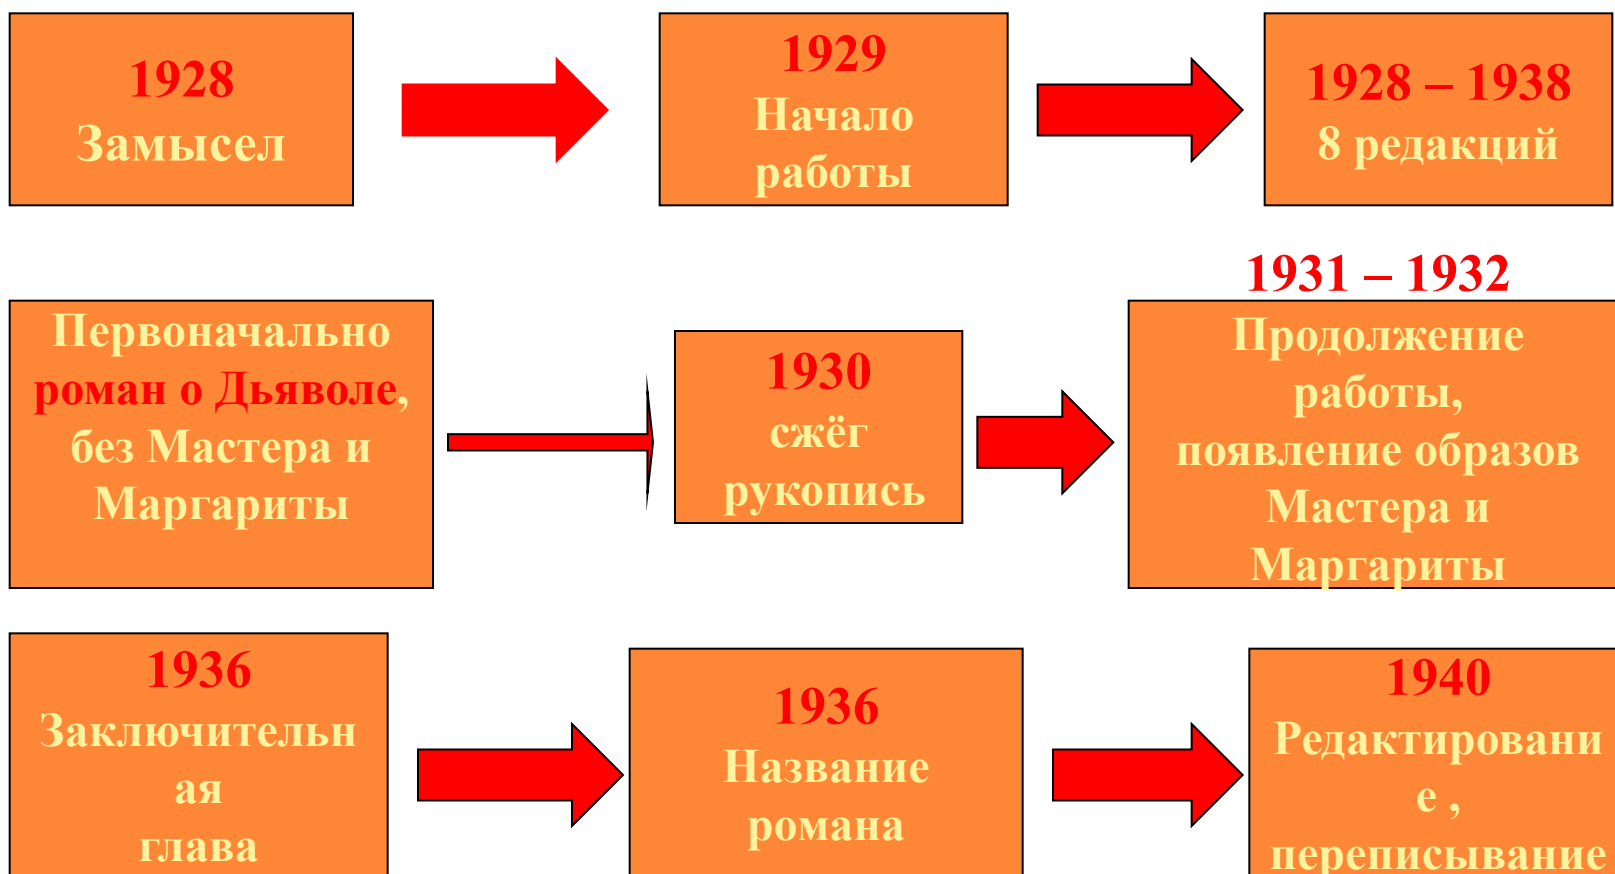 1928
Замысел
1929
Начало
работы
1928 – 1938
8 редакций
Первоначально
роман о Дьяволе,
без Мастера и
Маргариты
1930
сжёг
рукопись
1931 – 1932
Продолжение
работы,
появление образов
Мастера и
Маргариты
1936
Заключительн
ая
глава
1936
Название
романа
1940
Редактировани
е ,
переписывание